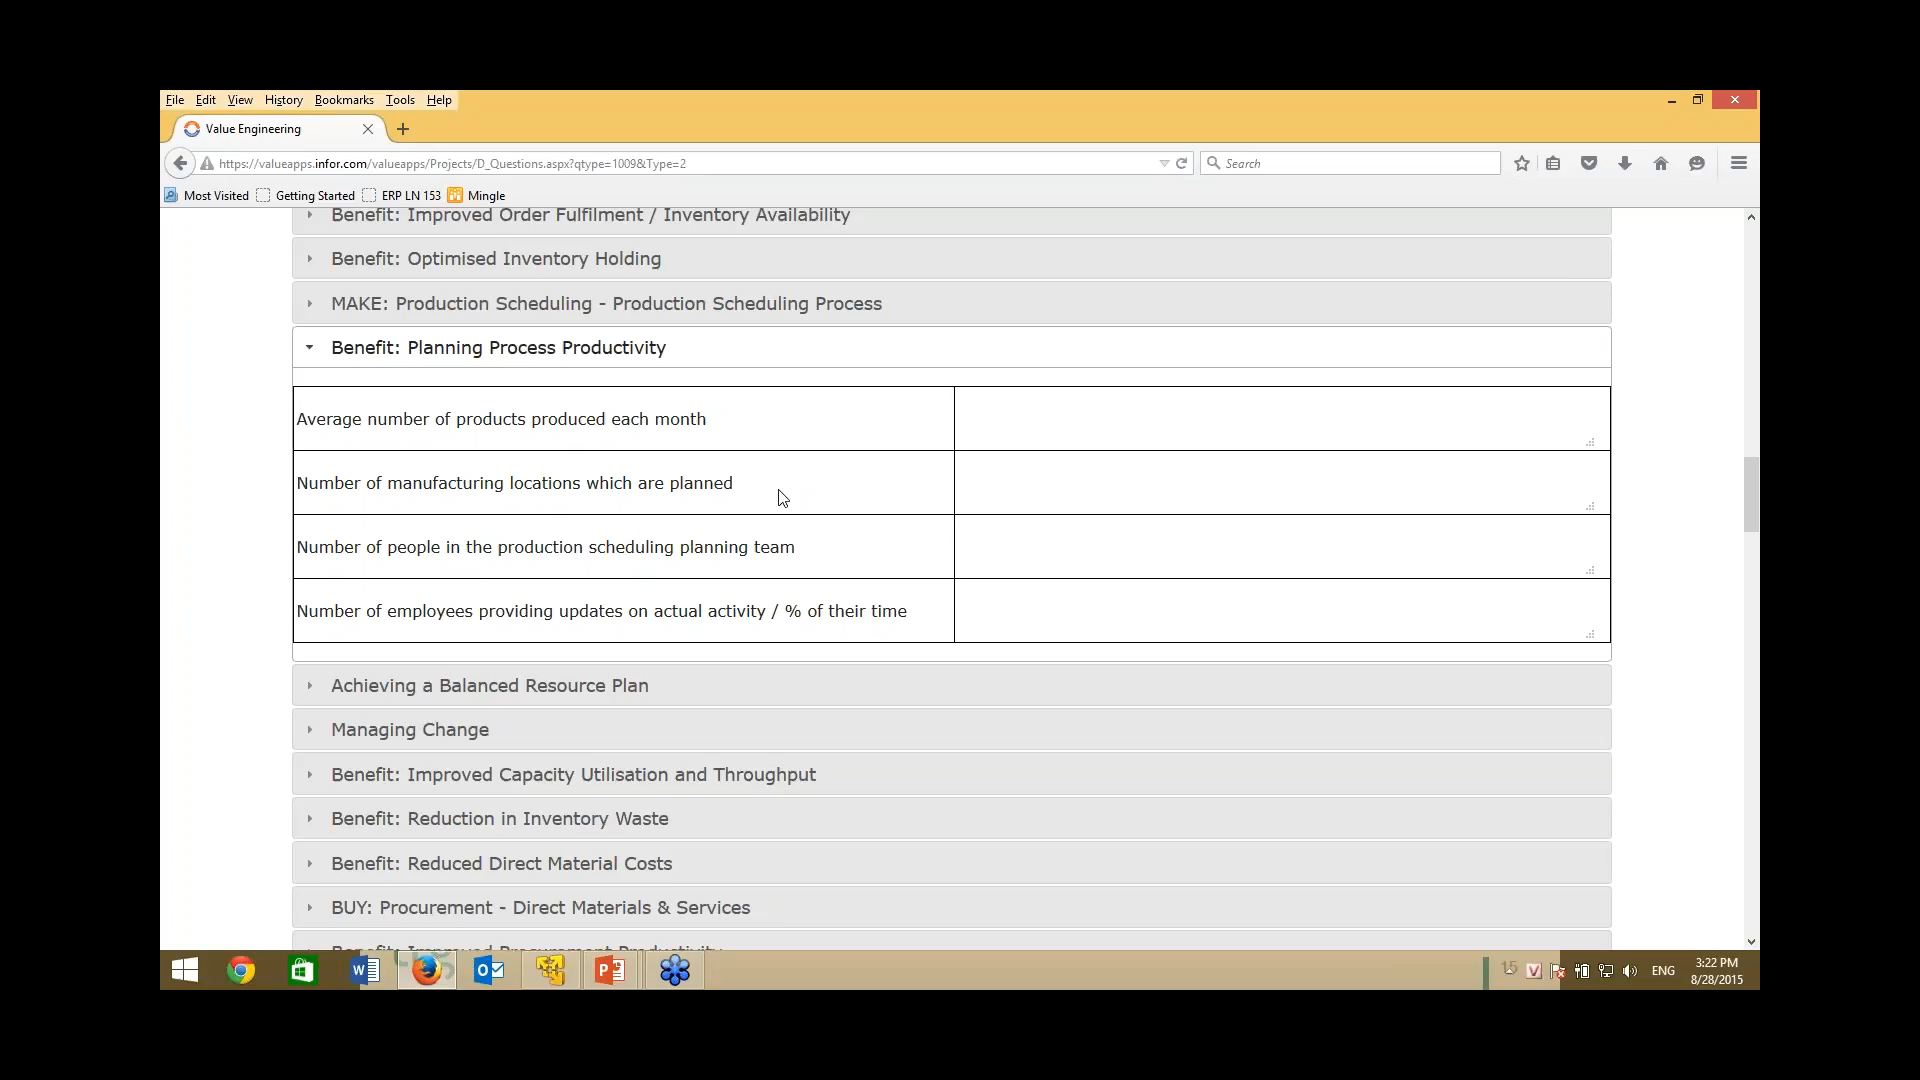 File Edit View History Bookmarks Tools Help
Value Engineering
https://valueapps.infor.com/valueapps/Projects/D_Questions.aspx?qtype=1009&Type=2
Search
Most Visited Getting Started ERP LN 153 Mingle
Benefit: Improved Order Fulfilment / Inventory Availability
Benefit: Optimised Inventory Holding
MAKE: Production Scheduling - Production Scheduling Process
Benefit: Planning Process Productivity
Average number of products produced each month
Number of manufacturing locations which are planned
Number of people in the production scheduling planning team
Number of employees providing updates on actual activity / % of their time
Achieving a Balanced Resource Plan
Managing Change
Benefit: Improved Capacity Utilisation and Throughput
Benefit: Reduction in Inventory Waste
Benefit: Reduced Direct Material Costs
BUY: Procurement - Direct Materials & Services
Benefit: Improved Procurement Productivity
15
ENG
3:22 PM
8/28/2015